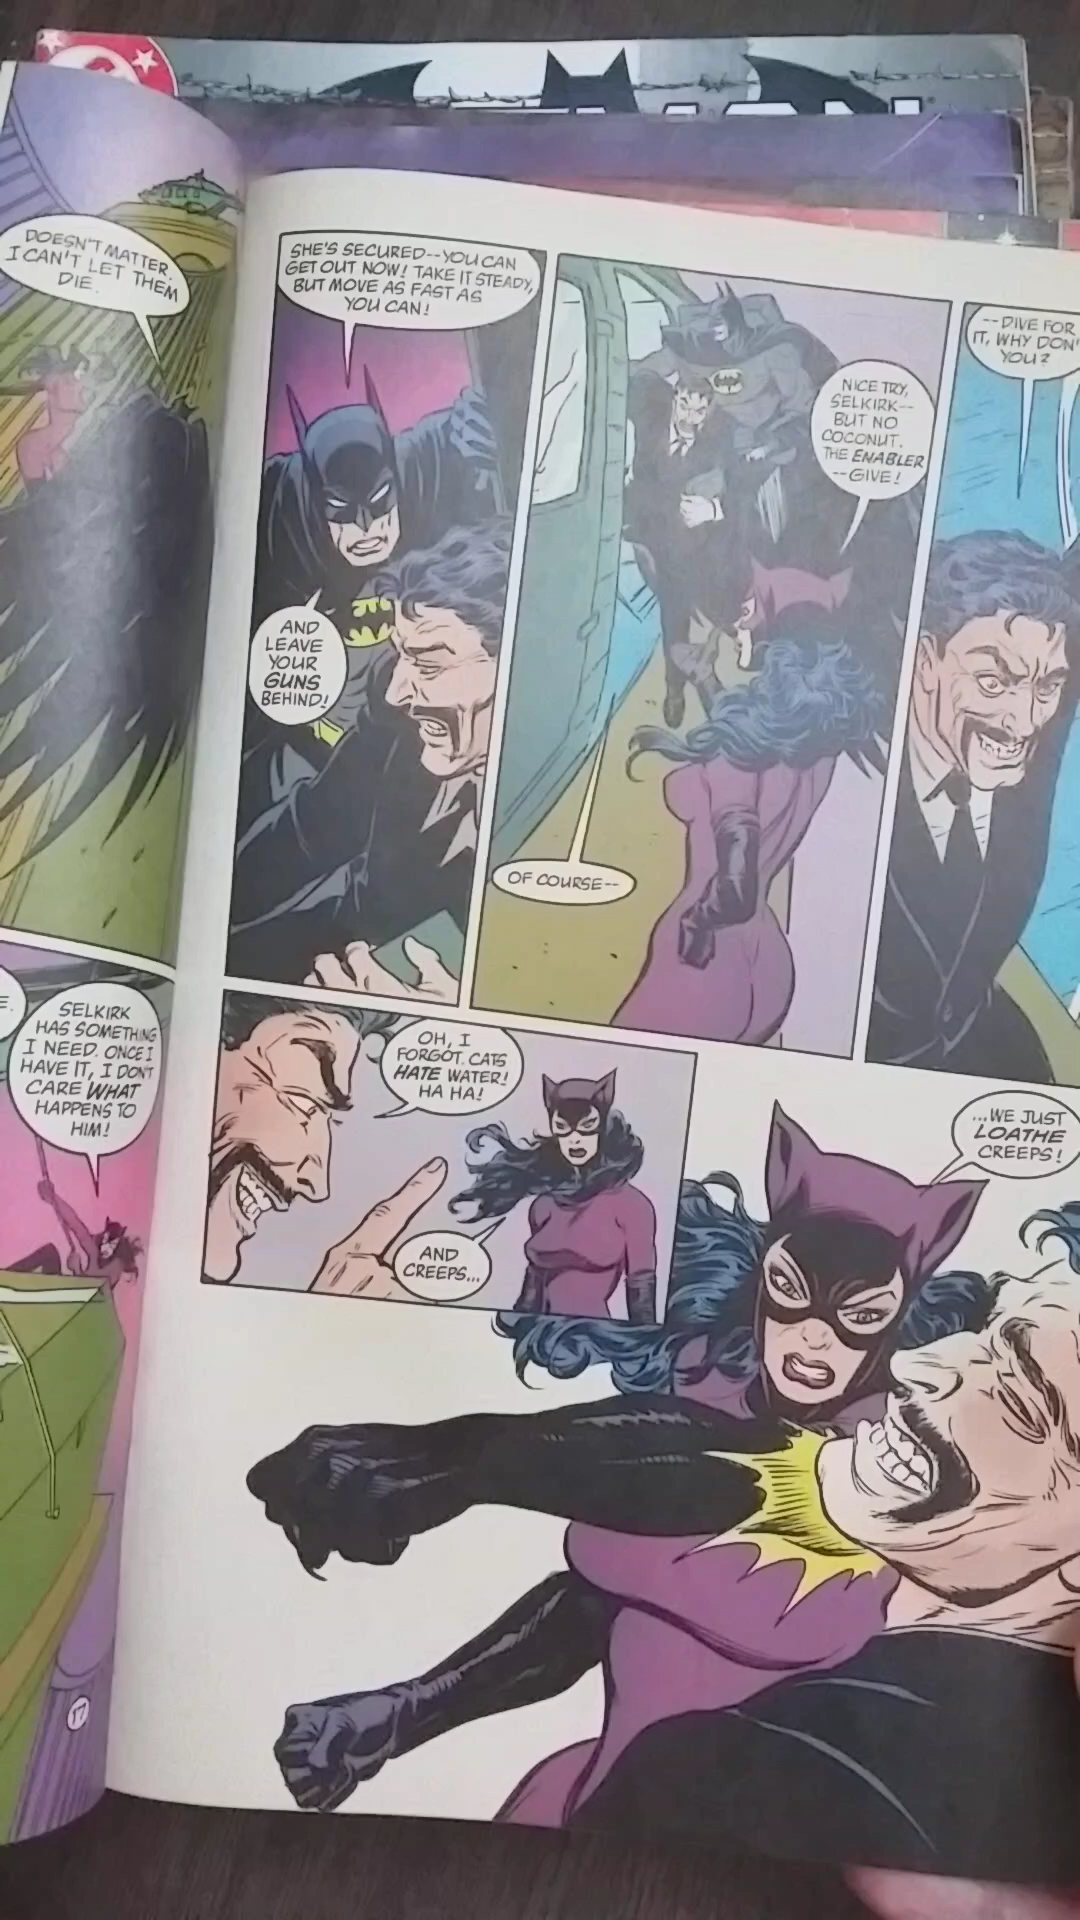 DOESN'T MATTER.
I CAN'T LET THEM
DIE.
E.
SELKIRK
HAS SOMETHING
I NEED. ONCE I
HAVE IT, I DON'T
CARE WHAT
HAPPENS TO
HIM!
17
SHE'S SECURED--YOU CAN
GET OUT NOW! TAKE IT STEADY,
BUT MOVE AS FAST AS
YOU CAN!
AND
LEAVE
YOUR
GUNS
BEHIND!
NICE TRY,
SELKIRK--
BUT NO
COCONUT.
THE ENABLER
--GIVE!
OF COURSE--
--DIVE FOR
IT, WHY DON'
YOU?
OH, I
FORGOT. CATS
HATE WATER!
HA HA!
AND
CREEPS...
...WE JUST
LOATHE
CREEPS!